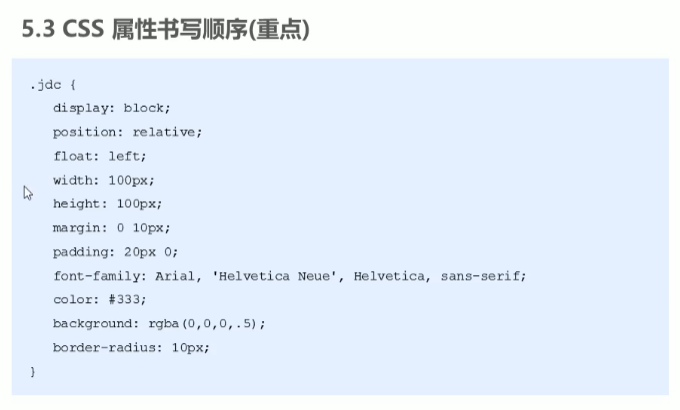 5.3 CSS 属性书写顺序(重点)
.jdc {
display: block;
position: relative;
float: left;
width: 100px;
height: 100px;
margin: 0 10px;
padding: 20px 0;
font-family: Arial, 'Helvetica Neue', Helvetica, sans-serif;
color: #333;
background: rgba(0,0,0,.5);
border-radius: 10px;
}